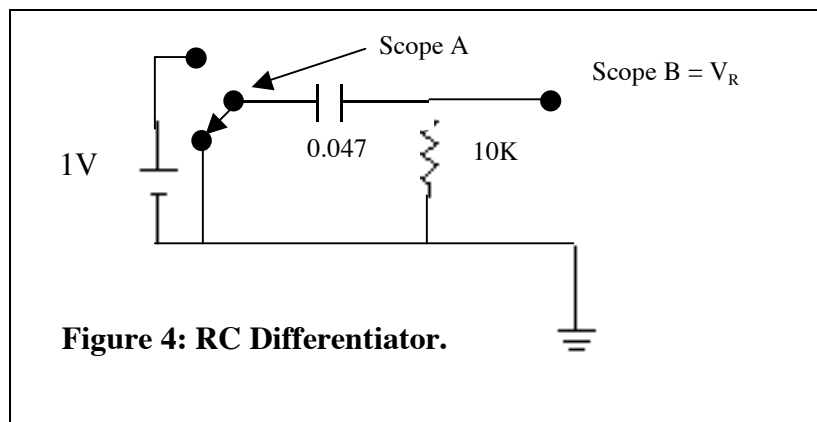 Scope A
Scope B = V_R
0.047
10K
1V
Figure 4: RC Differentiator.